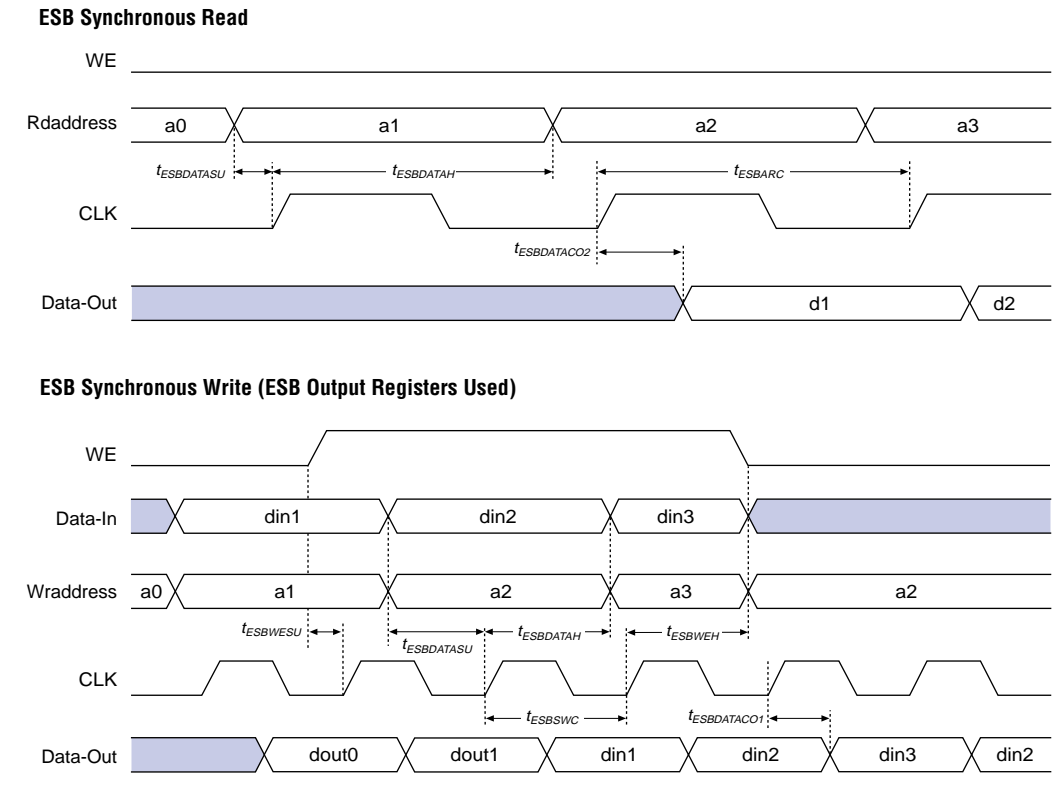 ESB Synchronous Read
WE
Rdaddress a0 a1 a2 a3
tESBDATASU tESBDATAH tESBARC
CLK
tESBDATACO2
Data-Out d1 d2
ESB Synchronous Write (ESB Output Registers Used)
WE
Data-In din1 din2 din3
Wraddress a0 a1 a2 a3 a2
tESBWESU tESBDATASU tESBDATAH tESBWEH
CLK
tESBSWC tESBDATACO1
Data-Out dout0 dout1 din1 din2 din3 din2